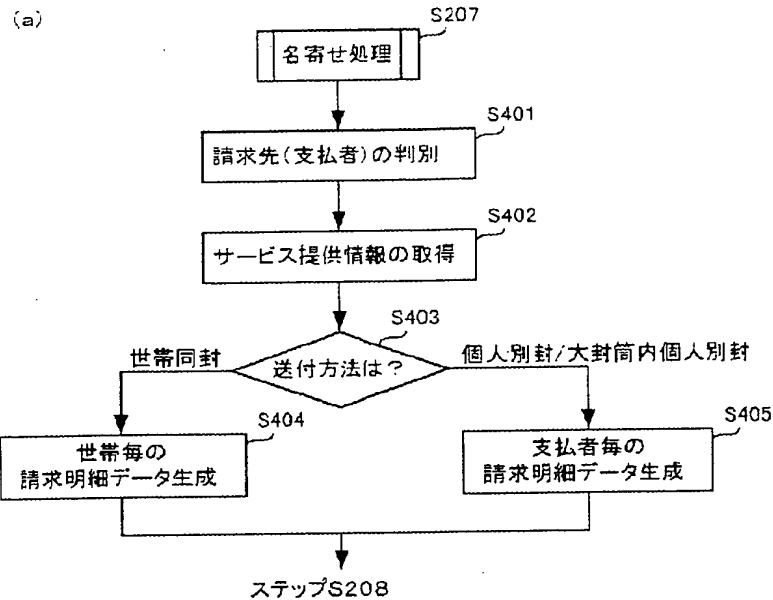 (a)
S207
名寄せ処理
S401
請求先(支払者)の判別
S402
サービス提供情報の取得
S403
送付方法は?
世帯同封
個人別封/大封筒内個人別封
S404
世帯毎の
請求明細データ生成
S405
支払者毎の
請求明細データ生成
ステップS208